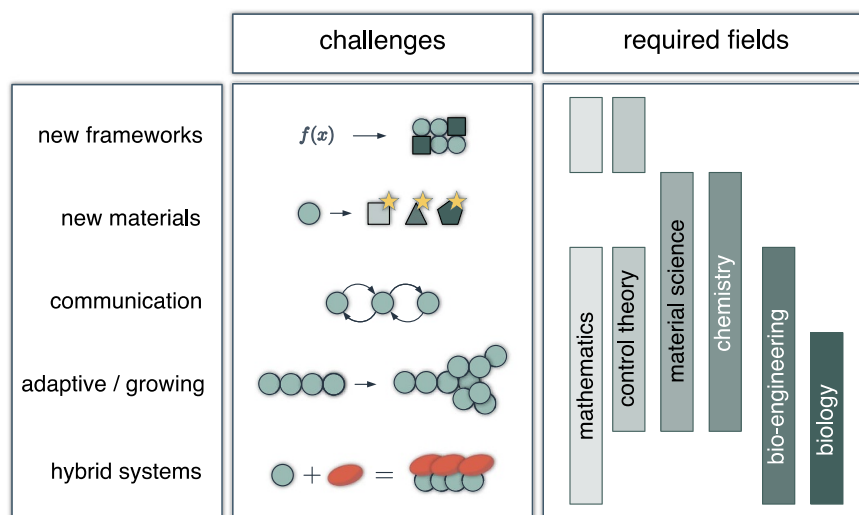 challenges
required fields
new frameworks
f(x)
new materials
communication
adaptive / growing
hybrid systems
+
=
mathematics
control theory
material science
chemistry
bio-engineering
biology